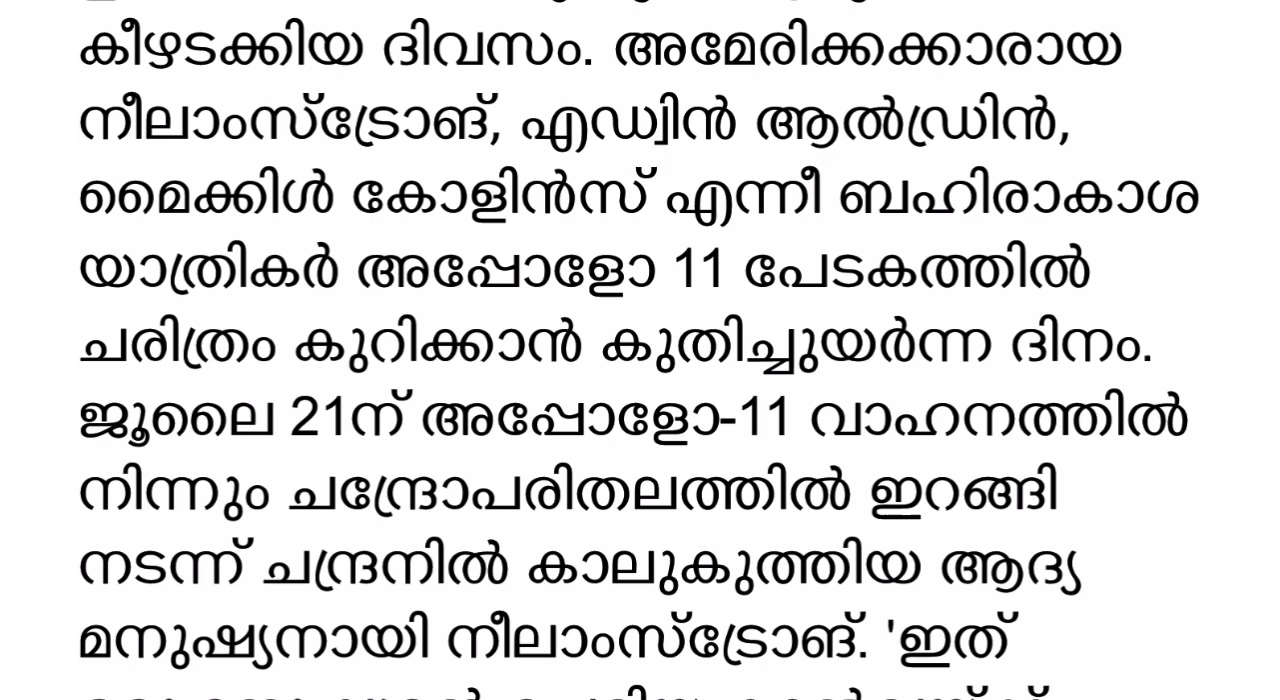 കീഴടക്കിയ ദിവസം. അമേരിക്കക്കാരായ
നീലാംസ്ട്രോങ്, എഡ്വിൻ ആൽഡ്രിൻ,
മൈക്കിൾ കോളിൻസ് എന്നീ ബഹിരാകാശ
യാത്രികർ അപ്പോളോ 11 പേടകത്തിൽ
ചരിത്രം കുറിക്കാൻ കുതിച്ചുയർന്ന ദിനം.
ജൂലൈ 21ന് അപ്പോളോ-11 വാഹനത്തിൽ
നിന്നും ചന്ദ്രോപരിതലത്തിൽ ഇറങ്ങി
നടന്ന് ചന്ദ്രനിൽ കാലുകുത്തിയ ആദ്യ
മനുഷ്യനായി നീലാംസ്ട്രോങ്. 'ഇത്